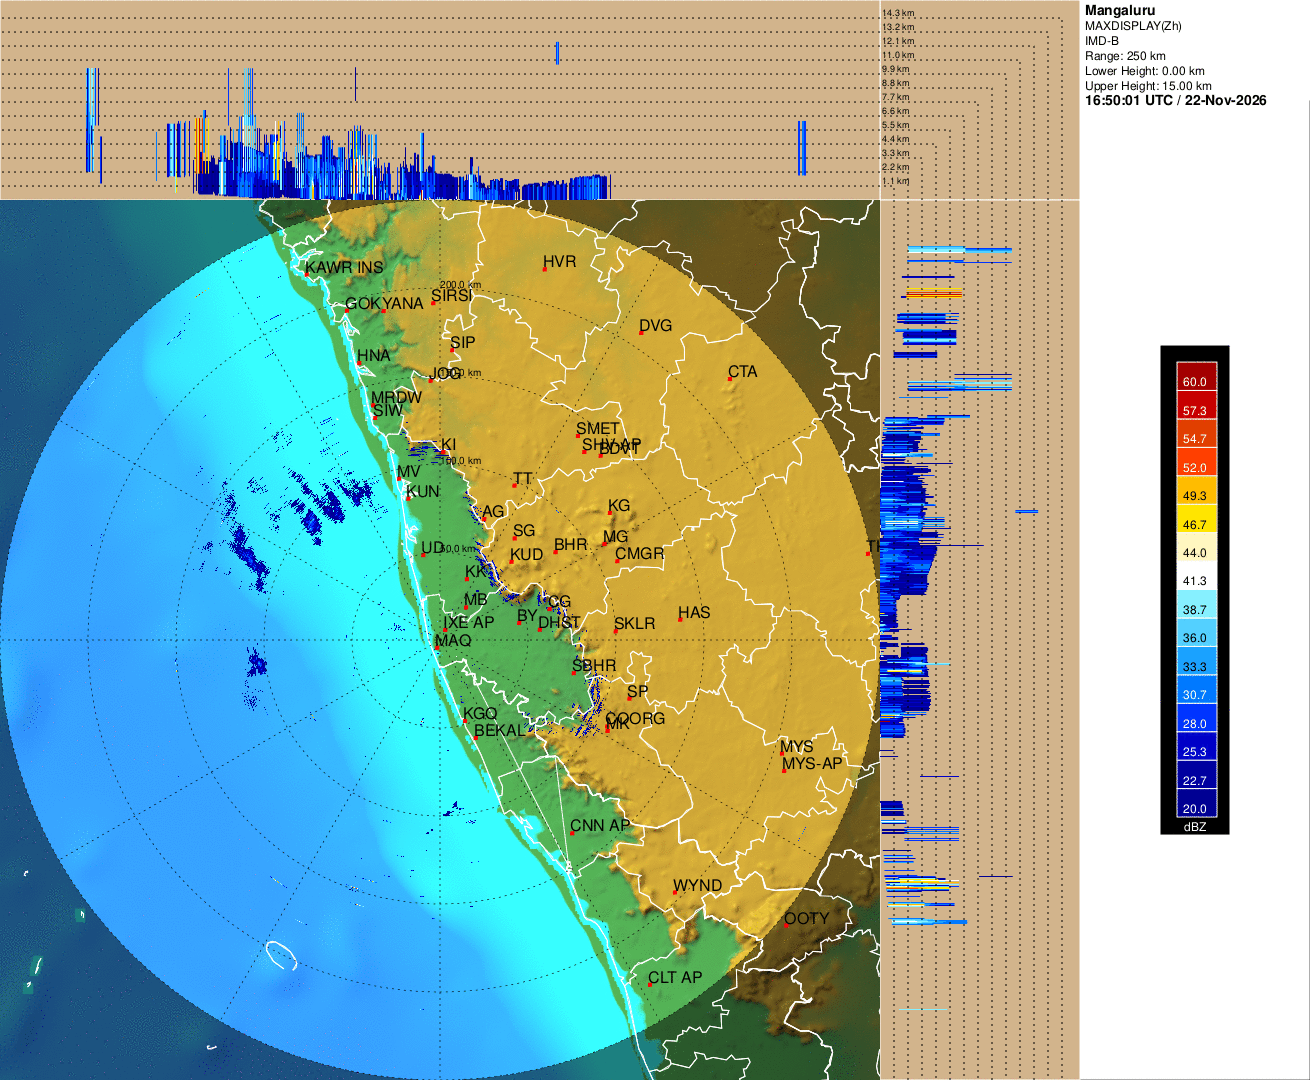 14.3 km
13.2 km
12.1 km
11.0 km
9.9 km
8.8 km
7.7 km
6.6 km
5.5 km
4.4 km
3.3 km
2.2 km
1.1 km
Mangaluru
MAXDISPLAY(Zh)
IMD-B
Range: 250 km
Lower Height: 0.00 km
Upper Height: 15.00 km
16:50:01 UTC / 22-Nov-2026
KAWR INS
HVR
200.0 km
SIRSI
GOKYANA
DVG
SIP
HNA
JOG
CTA
MRDW
SIW
SMET
SHV-AP
BDVT
KI
100.0 km
MV
TT
KUN
KG
AG
SG
MG
BHR
UD
50.0 km
KUD
CMGR
KK
MB
CG
BY
DHST
HAS
IXE AP
SKLR
MAQ
SBHR
SP
KGQ
COORG
MK
BEKAL
MYS
MYS-AP
CNN AP
WYND
OOTY
CLT AP
60.0
57.3
54.7
52.0
49.3
46.7
44.0
41.3
38.7
36.0
33.3
30.7
28.0
25.3
22.7
20.0
dBZ